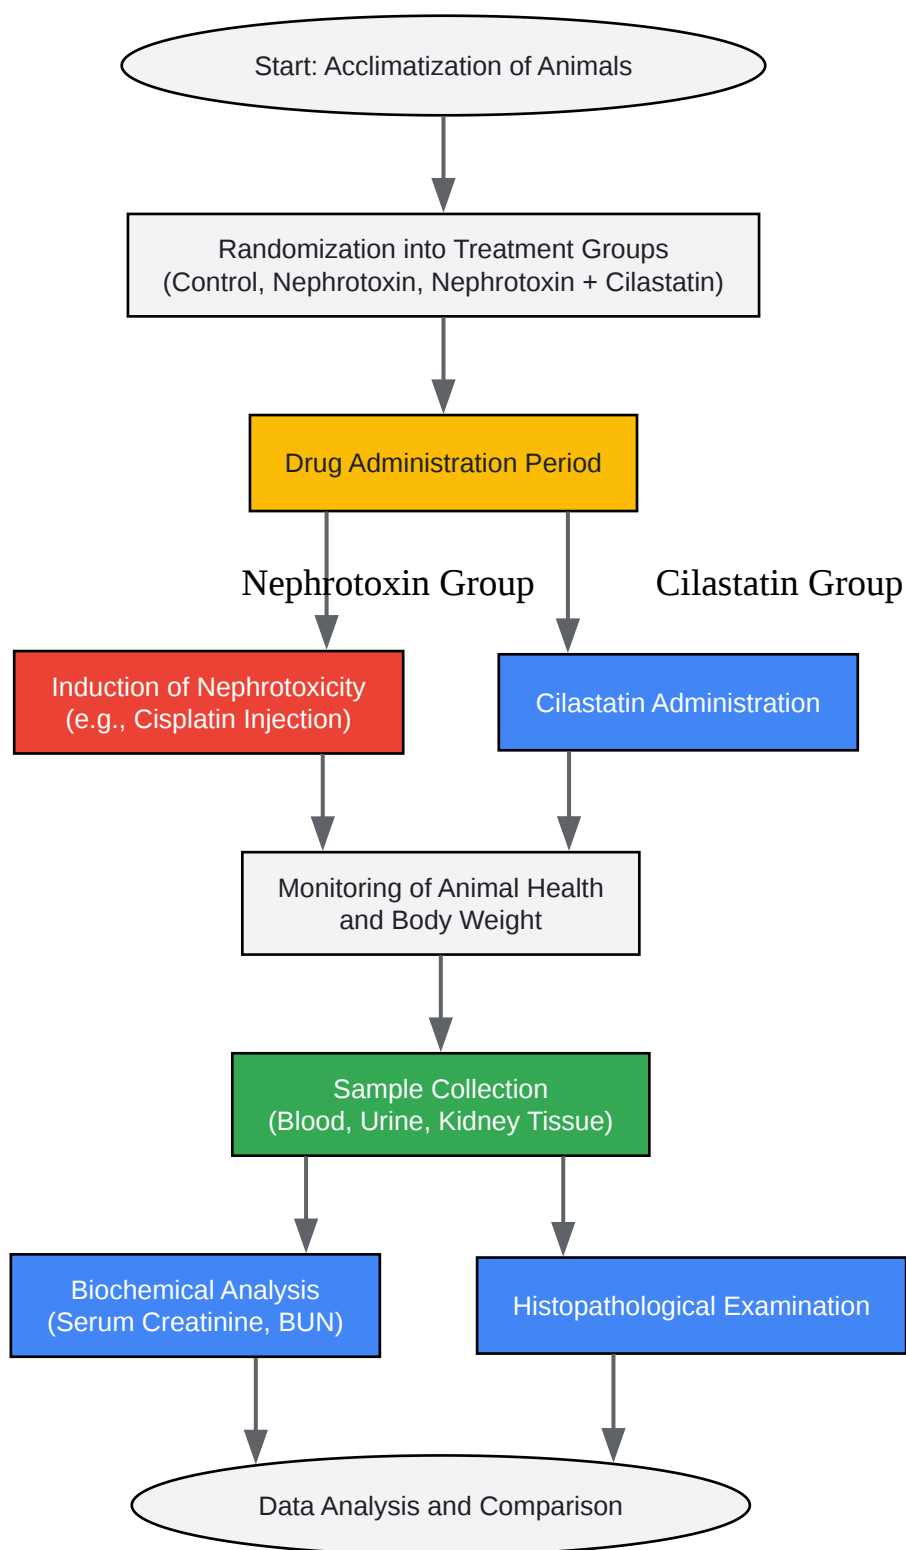 Start: Acclimatization of Animals
Randomization into Treatment Groups
(Control, Nephrotoxin, Nephrotoxin + Cilastatin)
Drug Administration Period
Nephrotoxin Group
Cilastatin Group
Induction of Nephrotoxicity
(e.g., Cisplatin Injection)
Cilastatin Administration
Monitoring of Animal Health
and Body Weight
Sample Collection
(Blood, Urine, Kidney Tissue)
Biochemical Analysis
(Serum Creatinine, BUN)
Histopathological Examination
Data Analysis and Comparison